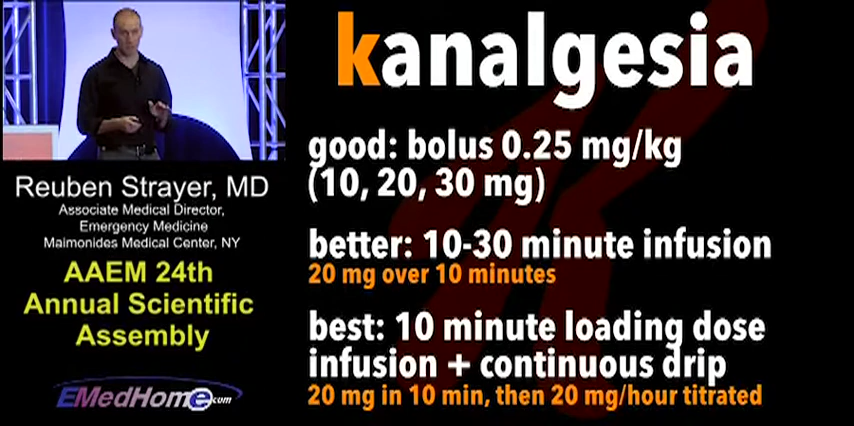 kanalgesia
good: bolus 0.25 mg/kg
(10, 20, 30 mg)
better: 10-30 minute infusion
20 mg over 10 minutes
best: 10 minute loading dose
infusion + continuous drip
20 mg in 10 min, then 20 mg/hour titrated
Reuben Strayer, MD
Associate Medical Director,
Emergency Medicine
Maimonides Medical Center, NY
AAEM 24th
Annual Scientific
Assembly
EMedHome.com